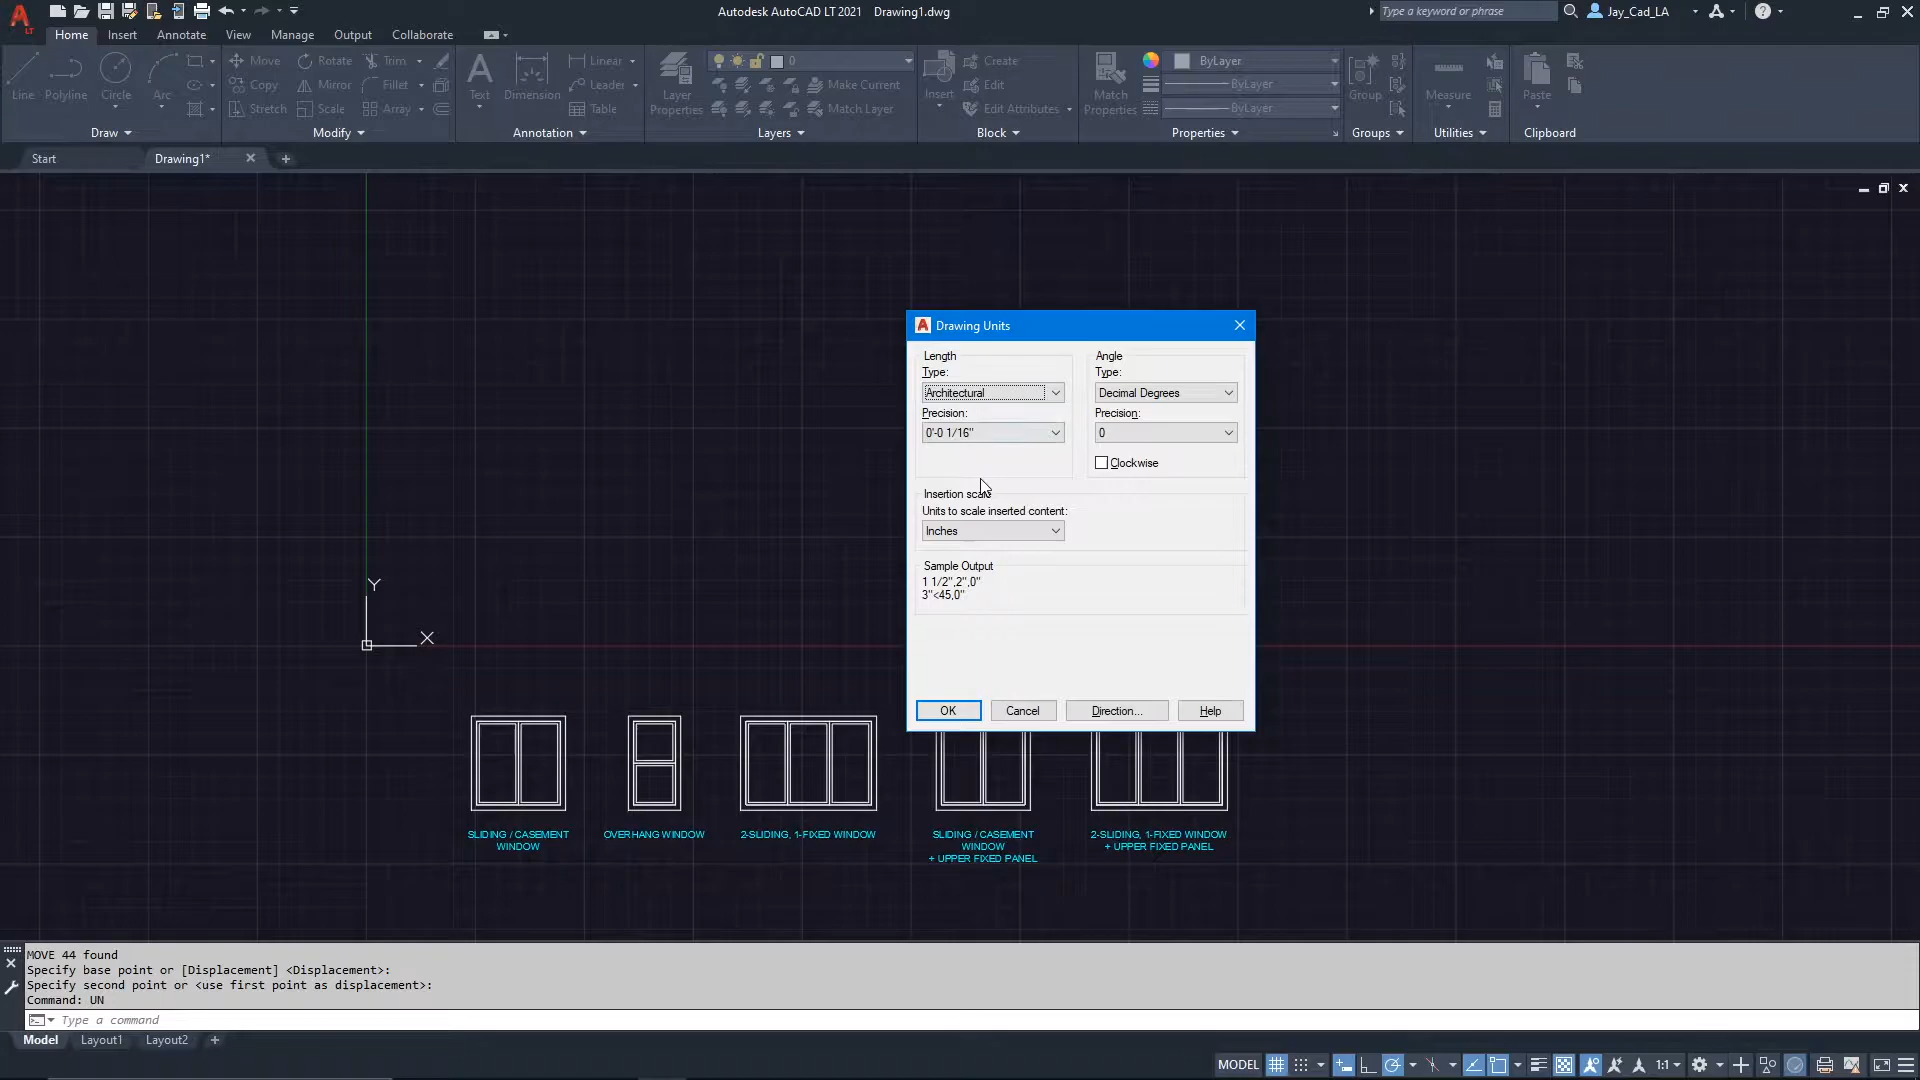 Autodesk AutoCAD LT 2021 Drawing1.dwg
Type a keyword or phrase
Jay_Cad_LA
LT
Home Insert Annotate View Manage Output Collaborate
Line Polyline Circle Arc
Move Rotate Trim
Copy Mirror Fillet
Stretch Scale Array
Text Dimension
Linear
Leader
Table
Layer Properties
0
Make Current
Match Layer
Insert
Create
Edit
Edit Attributes
Match Properties
ByLayer
ByLayer
ByLayer
Group
Measure
Paste
Draw Modify Annotation Layers Block Properties Groups Utilities Clipboard
Start Drawing1*
Drawing Units
Length
Type:
Architectural
Precision:
0'-0 1/16"
Angle
Type:
Decimal Degrees
Precision:
0
Clockwise
Insertion scale
Units to scale inserted content:
Inches
Sample Output
1 1/2",2",0"
3"<45,0"
OK Cancel Direction... Help
Y
X
SLIDING / CASEMENT
WINDOW
OVERHANG WINDOW
2-SLIDING, 1-FIXED WINDOW
SLIDING / CASEMENT
WINDOW
+ UPPER FIXED PANEL
2-SLIDING, 1-FIXED WINDOW
+ UPPER FIXED PANEL
MOVE 44 found
Specify base point or [Displacement] <Displacement>:
Specify second point or <use first point as displacement>:
Command: UN
Type a command
Model Layout1 Layout2
MODEL 1:1